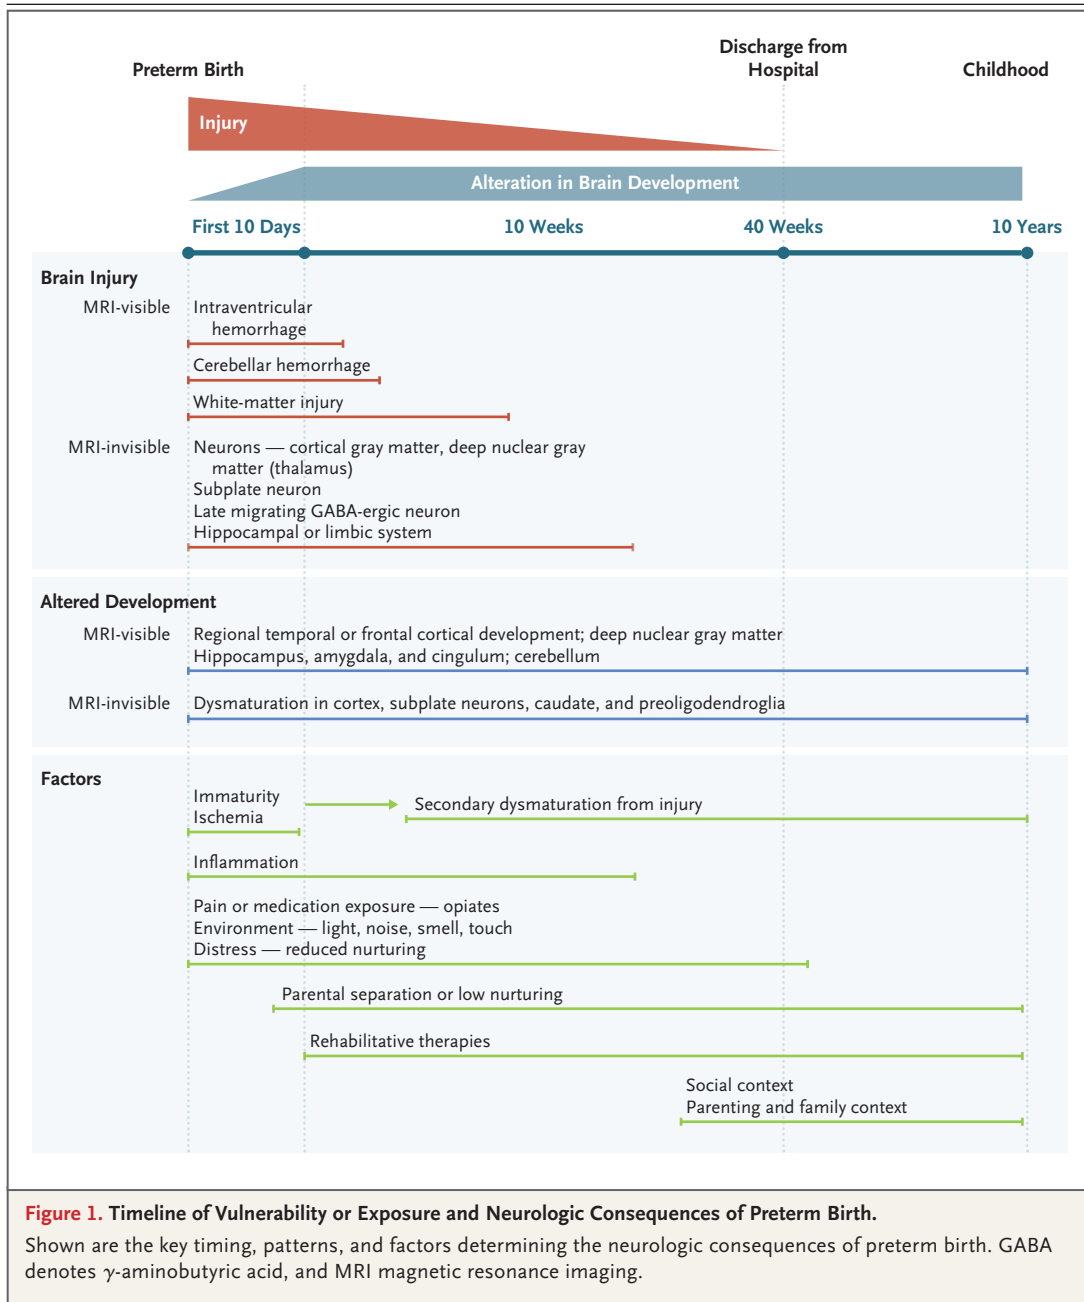 Preterm Birth
Discharge from
Hospital
Childhood
Injury
Alteration in Brain Development
First 10 Days
10 Weeks
40 Weeks
10 Years
Brain Injury
MRI-visible
Intraventricular
hemorrhage
Cerebellar hemorrhage
White-matter injury
MRI-invisible
Neurons — cortical gray matter, deep nuclear gray
matter (thalamus)
Subplate neuron
Late migrating GABA-ergic neuron
Hippocampal or limbic system
Altered Development
MRI-visible
Regional temporal or frontal cortical development; deep nuclear gray matter
Hippocampus, amygdala, and cingulum; cerebellum
MRI-invisible
Dysmaturation in cortex, subplate neurons, caudate, and preoligodendroglia
Factors
Immaturity
Ischemia
Secondary dysmaturation from injury
Inflammation
Pain or medication exposure — opiates
Environment — light, noise, smell, touch
Distress — reduced nurturing
Parental separation or low nurturing
Rehabilitative therapies
Social context
Parenting and family context
Figure 1. Timeline of Vulnerability or Exposure and Neurologic Consequences of Preterm Birth.
Shown are the key timing, patterns, and factors determining the neurologic consequences of preterm birth. GABA
denotes γ-aminobutyric acid, and MRI magnetic resonance imaging.